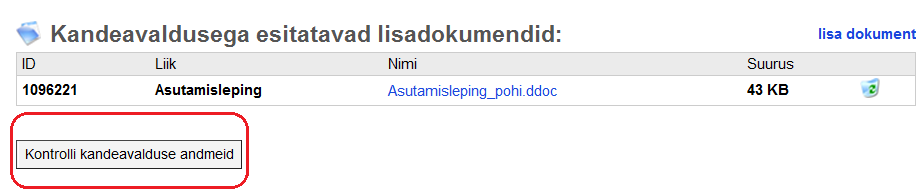 Kandeavaldusega esitatavad lisadokumendid: lisa dokument
ID Liik Nimi Suurus
1096221 Asutamisleping Asutamisleping_pohi.ddoc 43 KB
Kontrolli kandeavalduse andmeid